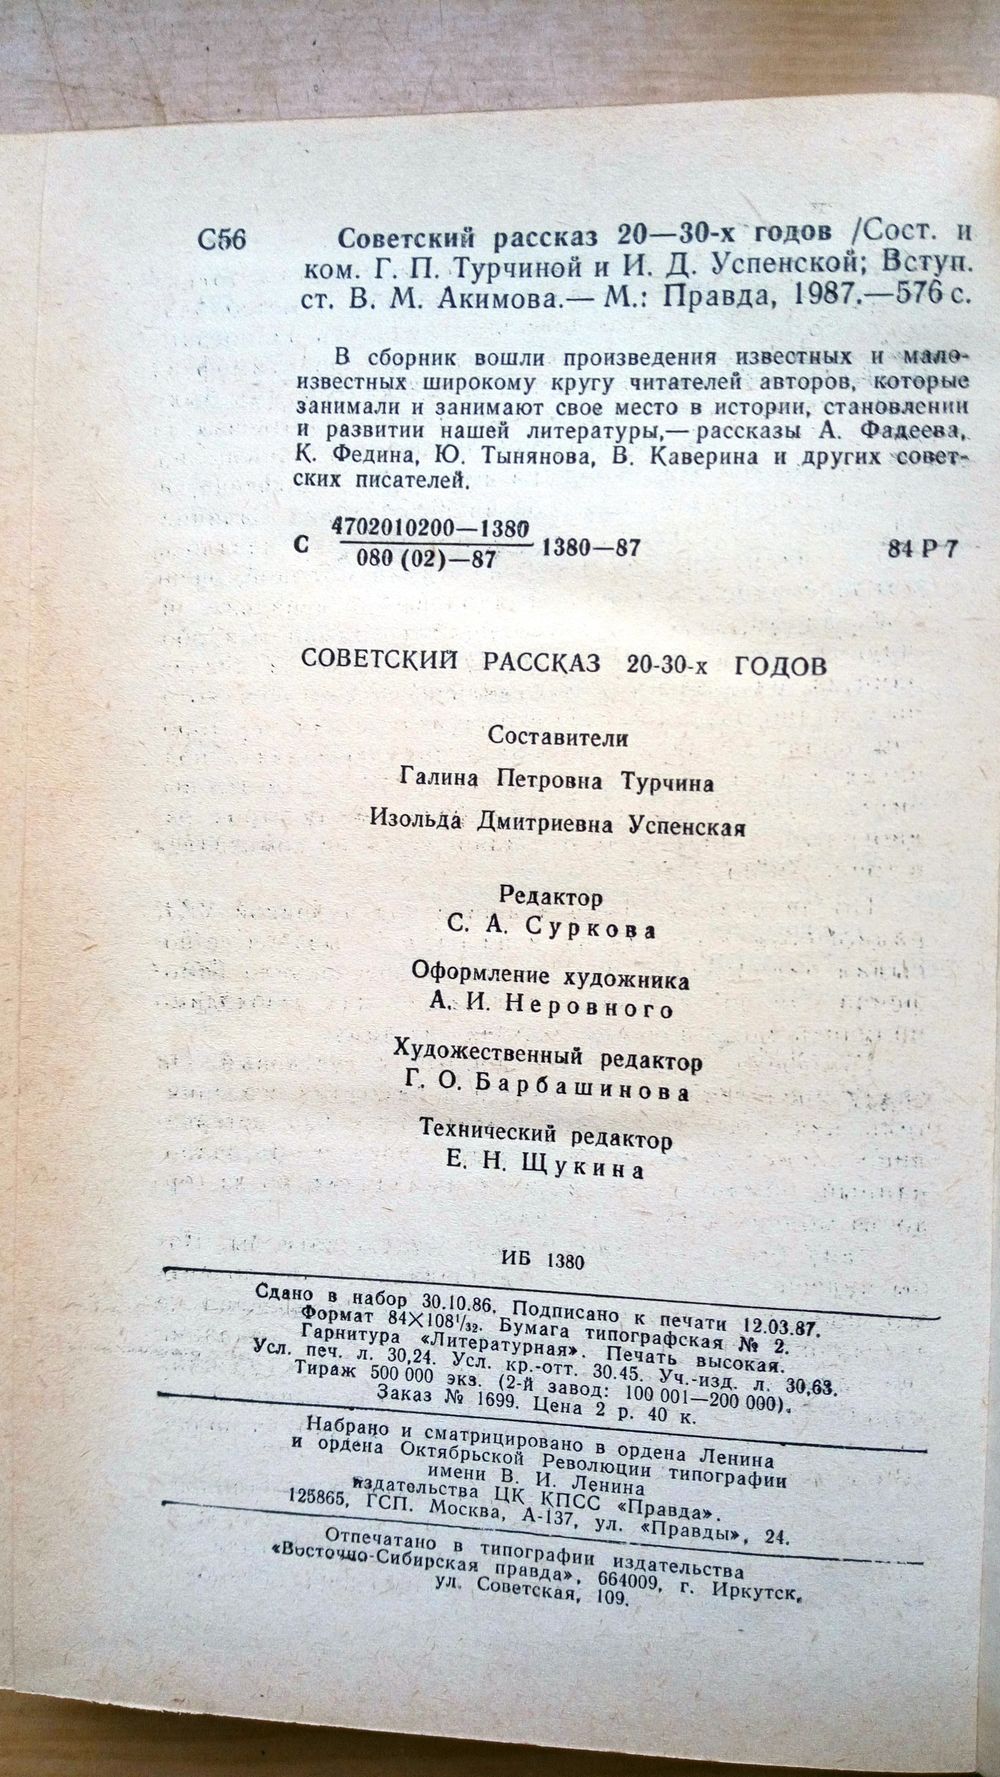 С56 Советский рассказ 20—30-х годов /Сост. и
ком. Г. П. Турчиной и И. Д. Успенской; Вступ.
ст. В. М. Акимова.— М.: Правда, 1987.—576 с.
В сборник вошли произведения известных и мало-
известных широкому кругу читателей авторов, которые
занимали и занимают свое место в истории, становлении
и развитии нашей литературы,— рассказы А. Фадеева,
К. Федина, Ю. Тынянова, В. Каверина и других совет-
ских писателей.
4702010200—1380
С 1380—87 84 Р 7
080 (02)—87
СОВЕТСКИЙ РАССКАЗ 20-30-х ГОДОВ
Составители
Галина Петровна Турчина
Изольда Дмитриевна Успенская
Редактор
С. А. Суркова
Оформление художника
А. И. Неровного
Художественный редактор
Г. О. Барбашинова
Технический редактор
Е. Н. Щукина
ИБ 1380
Сдано в набор 30.10.86. Подписано к печати 12.03.87.
Формат 84×108¹/₃₂. Бумага типографская № 2.
Гарнитура «Литературная». Печать высокая.
Усл. печ. л. 30,24. Усл. кр.-отт. 30.45. Уч.-изд. л. 30,63.
Тираж 500 000 экз. (2-й завод: 100 001—200 000).
Заказ № 1699. Цена 2 р. 40 к.
Набрано и сматрицировано в ордена Ленина
и ордена Октябрьской Революции типографии
имени В. И. Ленина
издательства ЦК КПСС «Правда».
125865, ГСП. Москва, А-137, ул. «Правды», 24.
Отпечатано в типографии издательства
«Восточно-Сибирская правда», 664009, г. Иркутск,
ул. Советская, 109.